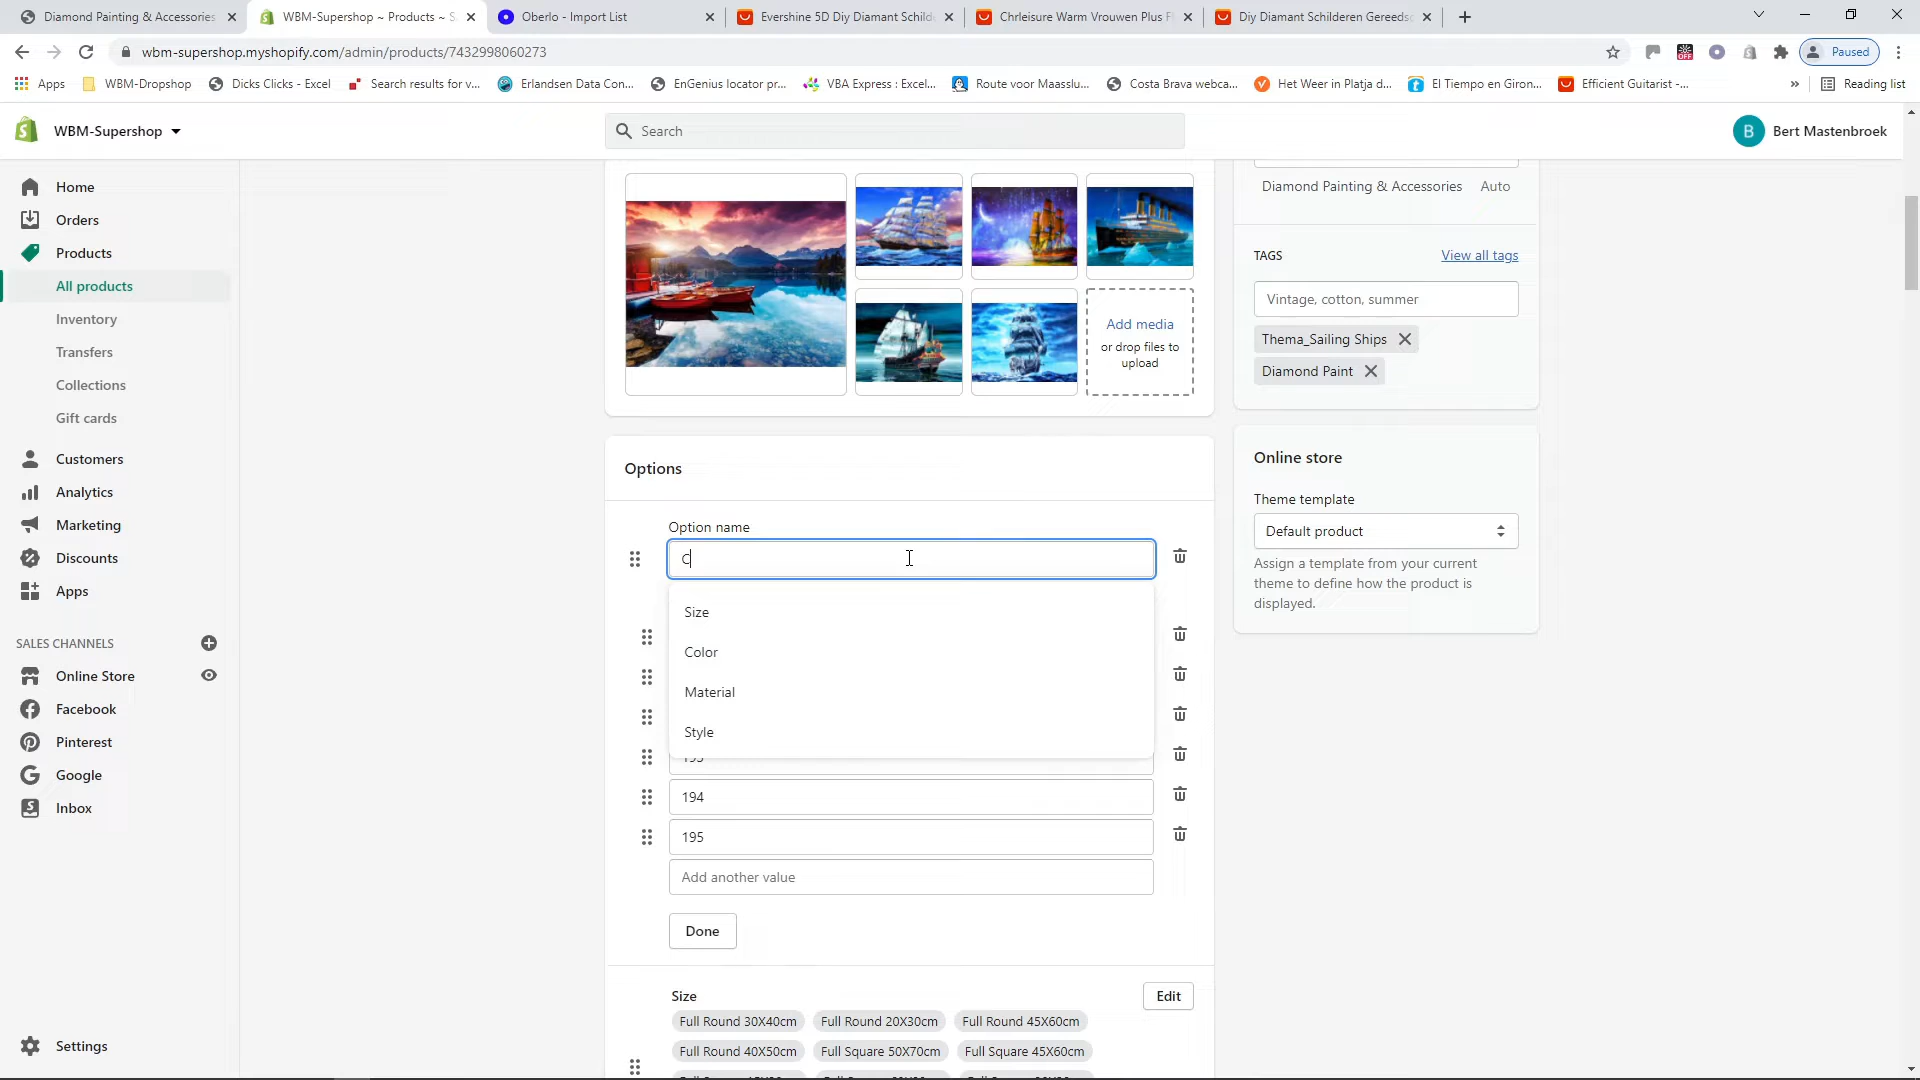 Diamond Painting & Accessories
WBM-Supershop ~ Products ~ S
Oberlo - Import List
Evershine 5D Diy Diamant Schild
Chrleisure Warm Vrouwen Plus F
Diy Diamant Schilderen Gereedsc
wbm-supershop.myshopify.com/admin/products/7432998060273
Paused
Apps
WBM-Dropshop
Dicks Clicks - Excel
Search results for v...
Erlandsen Data Con...
EnGenius locator pr...
VBA Express : Excel...
Route voor Maasslu...
Costa Brava webca...
Het Weer in Platja d...
El Tiempo en Giron...
Efficient Guitarist -...
»
Reading list
WBM-Supershop
Search
B
Bert Mastenbroek
Home
Orders
Products
All products
Inventory
Transfers
Collections
Gift cards
Customers
Analytics
Marketing
Discounts
Apps
SALES CHANNELS
Online Store
Facebook
Pinterest
Google
Inbox
Settings
Add media
or drop files to
upload
Options
Option name
C
Size
Color
Material
Style
193
194
195
Add another value
Done
Size
Edit
Full Round 30X40cm
Full Round 20X30cm
Full Round 45X60cm
Full Round 40X50cm
Full Square 50X70cm
Full Square 45X60cm
Diamond Painting & Accessories Auto
TAGS
View all tags
Vintage, cotton, summer
Thema_Sailing Ships
Diamond Paint
Online store
Theme template
Default product
Assign a template from your current
theme to define how the product is
displayed.